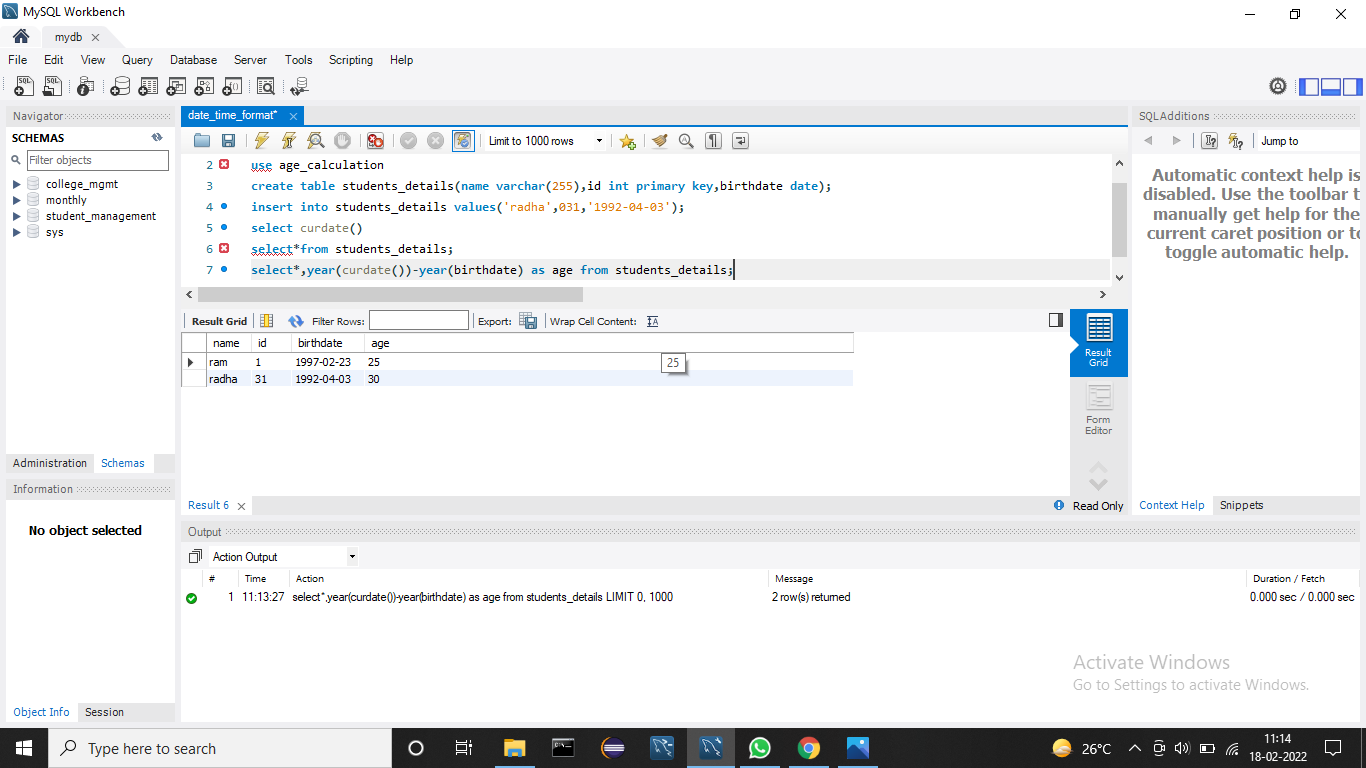 MySQL Workbench
mydb
File Edit View Query Database Server Tools Scripting Help
Navigator
SCHEMAS
Filter objects
college_mgmt
monthly
student_management
sys
Administration Schemas
Information
No object selected
Object Info Session
date_time_format*
Limit to 1000 rows
2 use age_calculation
3 create table students_details(name varchar(255),id int primary key,birthdate date);
4 insert into students_details values('radha',031,'1992-04-03');
5 select curdate()
6 select*from students_details;
7 select*,year(curdate())-year(birthdate) as age from students_details;
Result Grid Filter Rows: Export: Wrap Cell Content:
name id birthdate age
ram 1 1997-02-23 25
radha 31 1992-04-03 30
25
Result Grid
Form Editor
Result 6
Read Only
SQLAdditions
Jump to
Automatic context help is
disabled. Use the toolbar t
manually get help for the
current caret position or to
toggle automatic help.
Context Help Snippets
Output
Action Output
# Time Action Message Duration / Fetch
1 11:13:27 select*,year(curdate())-year(birthdate) as age from students_details LIMIT 0, 1000 2 row(s) returned 0.000 sec / 0.000 sec
Activate Windows
Go to Settings to activate Windows.
Type here to search
26°C
11:14
18-02-2022